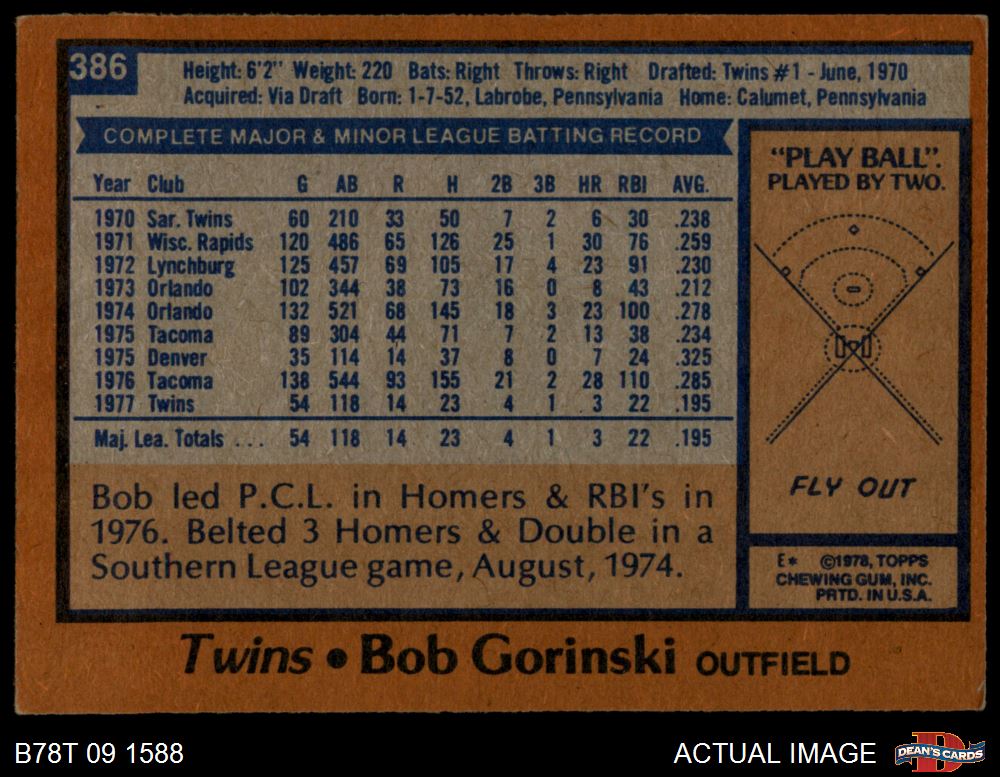 386
Height: 6'2" Weight: 220 Bats: Right Throws: Right Drafted: Twins #1 - June, 1970
Acquired: Via Draft Born: 1-7-52, Labrobe, Pennsylvania Home: Calumet, Pennsylvania
COMPLETE MAJOR & MINOR LEAGUE BATTING RECORD
Year Club G AB R H 2B 3B HR RBI AVG.
1970 Sar. Twins 60 210 33 50 7 2 6 30 .238
1971 Wisc. Rapids 120 486 65 126 25 1 30 76 .259
1972 Lynchburg 125 457 69 105 17 4 23 91 .230
1973 Orlando 102 344 38 73 16 0 8 43 .212
1974 Orlando 132 521 68 145 18 3 23 100 .278
1975 Tacoma 89 304 44 71 7 2 13 38 .234
1975 Denver 35 114 14 37 8 0 7 24 .325
1976 Tacoma 138 544 93 155 21 2 28 110 .285
1977 Twins 54 118 14 23 4 1 3 22 .195
Maj. Lea. Totals ... 54 118 14 23 4 1 3 22 .195
Bob led P.C.L. in Homers & RBI's in
1976. Belted 3 Homers & Double in a
Southern League game, August, 1974.
"PLAY BALL".
PLAYED BY TWO.
FLY OUT
E* ©1978, TOPPS
CHEWING GUM, INC.
PRTD. IN U.S.A.
Twins • Bob Gorinski OUTFIELD
B78T 09 1588
ACTUAL IMAGE
D
DEAN'S CARDS